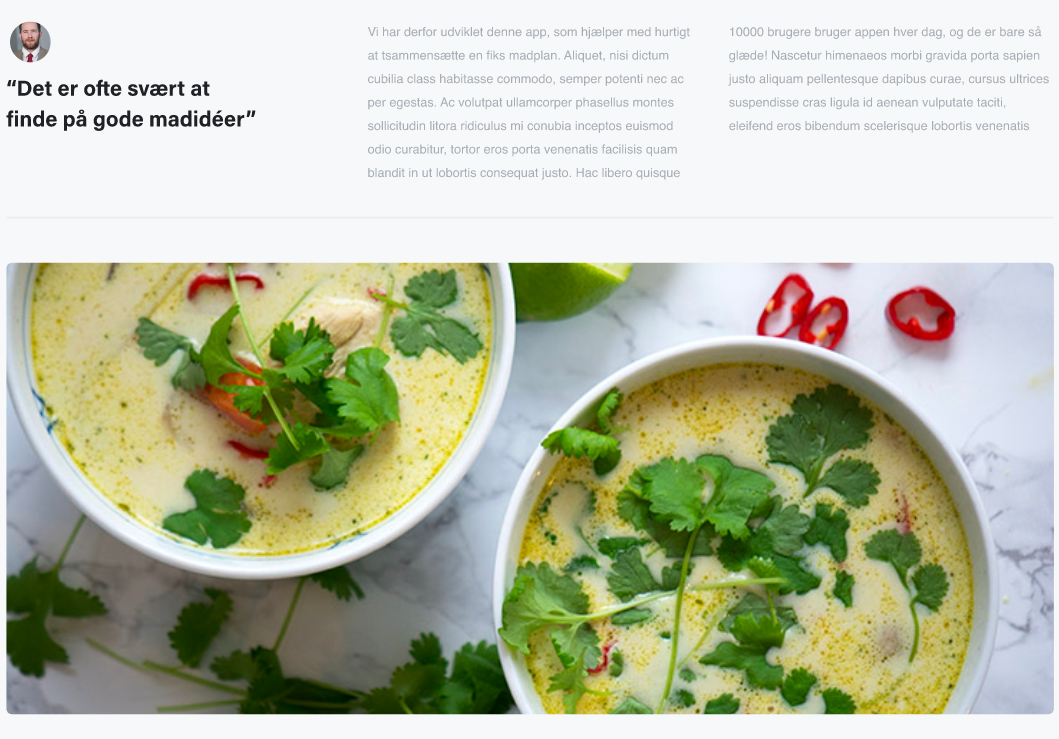 “Det er ofte svært at
finde på gode madidéer”
Vi har derfor udviklet denne app, som hjælper med hurtigt
at tsammensætte en fiks madplan. Aliquet, nisi dictum
cubilia class habitasse commodo, semper potenti nec ac
per egestas. Ac volutpat ullamcorper phasellus montes
sollicitudin litora ridiculus mi conubia inceptos euismod
odio curabitur, tortor eros porta venenatis facilisis quam
blandit in ut lobortis consequat justo. Hac libero quisque
10000 brugere bruger appen hver dag, og de er bare så
glæde! Nascetur himenaeos morbi gravida porta sapien
justo aliquam pellentesque dapibus curae, cursus ultrices
suspendisse cras ligula id aenean vulputate taciti,
eleifend eros bibendum scelerisque lobortis venenatis